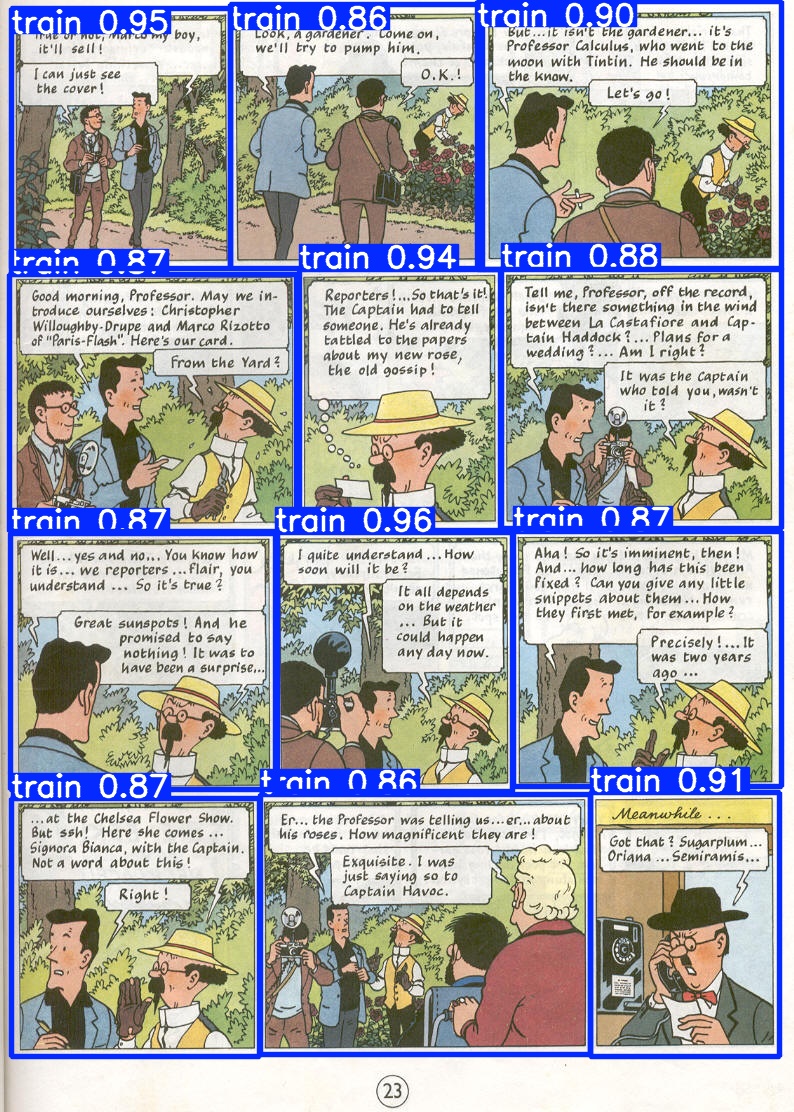 train 0.95
True or not, Marco my boy,
it'll sell!
I can just see
the cover!
train 0.86
Look, a gardener. Come on,
we'll try to pump him.
O.K.!
train 0.90
But...it isn't the gardener... it's
Professor Calculus, who went to the
moon with Tintin. He should be in
the know.
Let's go!
train 0.87
Good morning, Professor. May we in-
troduce ourselves: Christopher
Willoughby-Drupe and Marco Rizotto
of "Paris-Flash". Here's our card.
From the Yard?
train 0.94
Reporters!...So that's it!
The Captain had to tell
someone. He's already
tattled to the papers
about my new rose,
the old gossip!
train 0.88
Tell me, Professor, off the record,
isn't there something in the wind
between La Castafiore and Cap-
tain Haddock?... Plans for a
wedding?... Am I right?
It was the Captain
who told you, wasn't
it?
train 0.87
Well...yes and no... You know how
it is... we reporters...flair, you
understand ... So it's true?
Great sunspots! And he
promised to say
nothing! It was to
have been a surprise...
train 0.96
I quite understand ...How
soon will it be?
It all depends
on the weather
... But it
could happen
any day now.
train 0.87
Aha! So it's imminent, then!
And... how long has this been
fixed? Can you give any little
snippets about them...How
they first met, for example?
Precisely!... It
was two years
ago ...
train 0.87
...at the Chelsea Flower Show.
But ssh! Here she comes ...
Signora Bianca, with the Captain.
Not a word about this!
Right!
train 0.86
Er... the Professor was telling us...er...about
his roses. How magnificent they are!
Exquisite. I was
just saying so to
Captain Havoc.
train 0.91
Meanwhile ...
Got that? Sugarplum...
Oriana ...Semiramis...
23